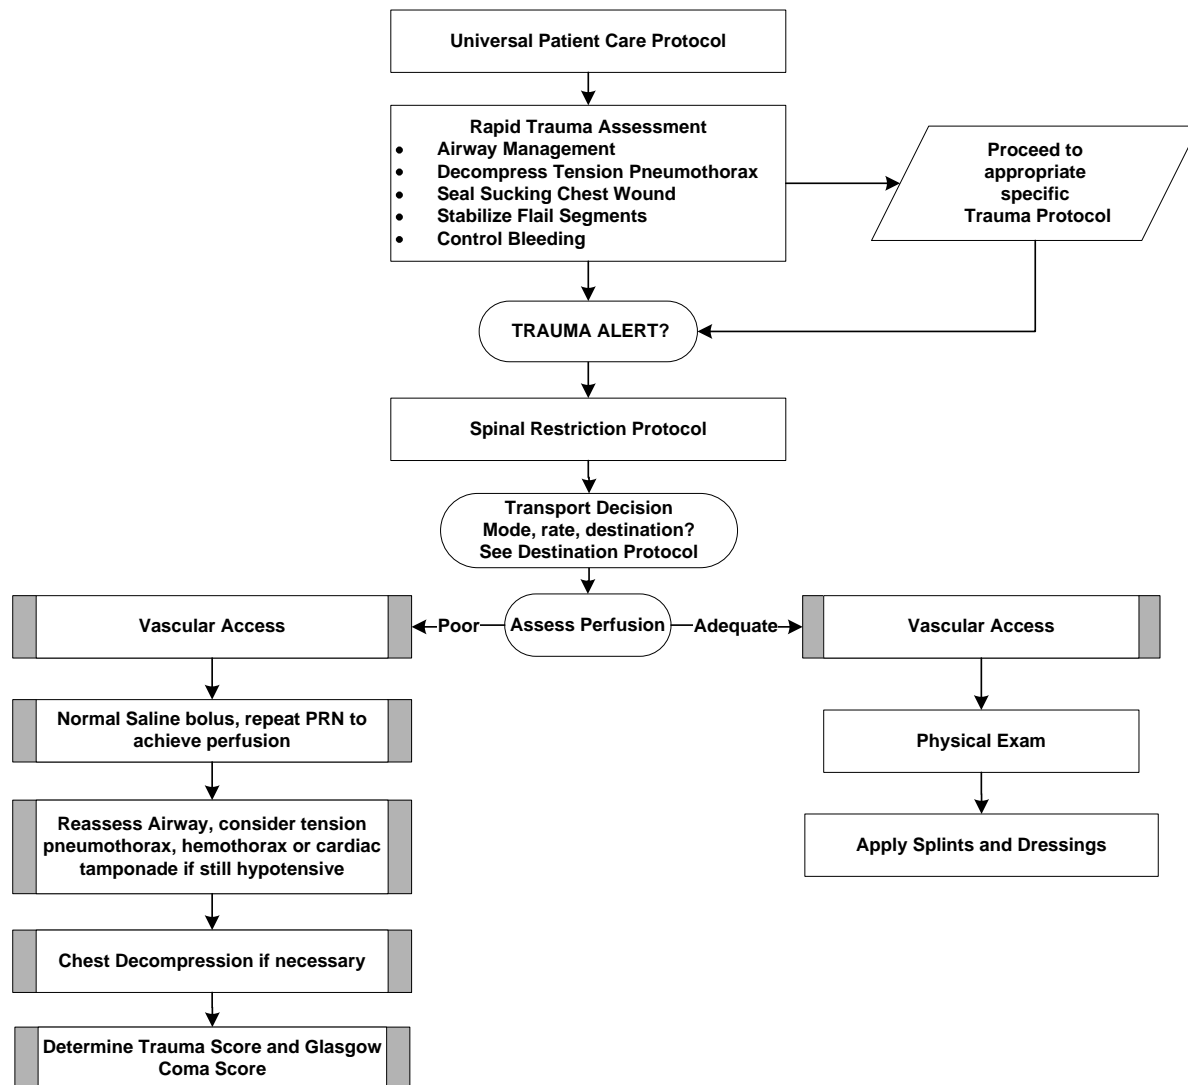 Universal Patient Care Protocol
Rapid Trauma Assessment
• Airway Management
• Decompress Tension Pneumothorax
• Seal Sucking Chest Wound
• Stabilize Flail Segments
• Control Bleeding
Proceed to
appropriate
specific
Trauma Protocol
TRAUMA ALERT?
Spinal Restriction Protocol
Transport Decision
Mode, rate, destination?
See Destination Protocol
Assess Perfusion
Poor
Adequate
Vascular Access
Normal Saline bolus, repeat PRN to
achieve perfusion
Reassess Airway, consider tension
pneumothorax, hemothorax or cardiac
tamponade if still hypotensive
Chest Decompression if necessary
Determine Trauma Score and Glasgow
Coma Score
Vascular Access
Physical Exam
Apply Splints and Dressings